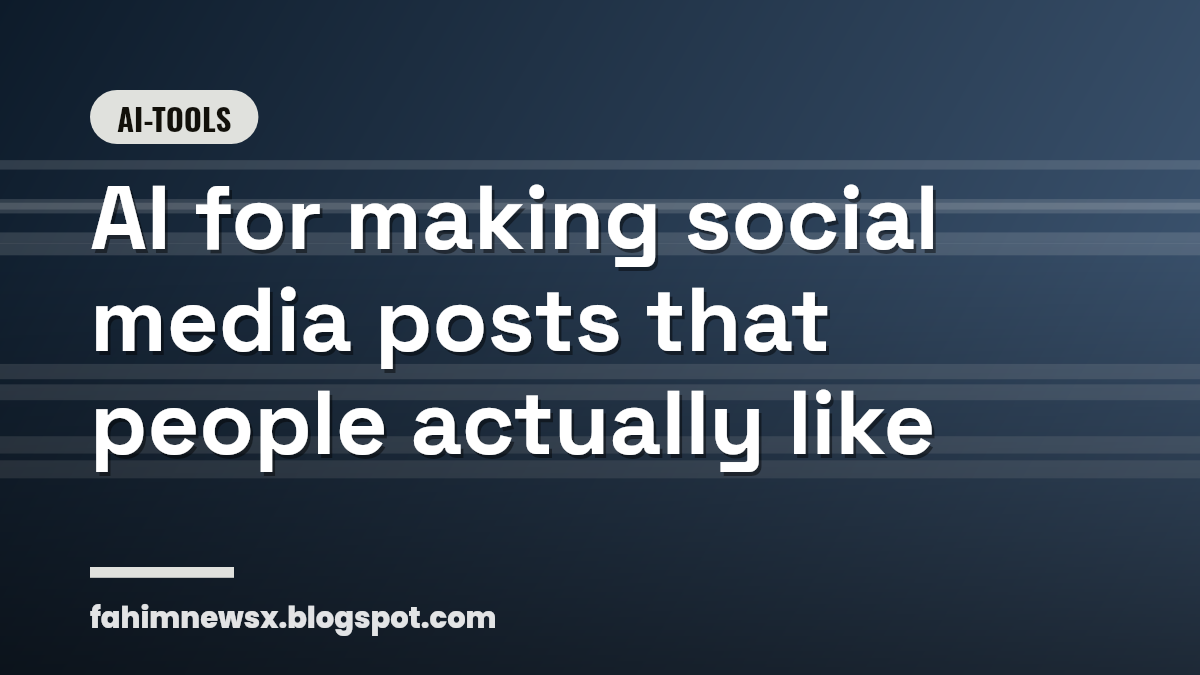 AI-TOOLS
AI for making social
media posts that
people actually like
fahimnewsx.blogspot.com